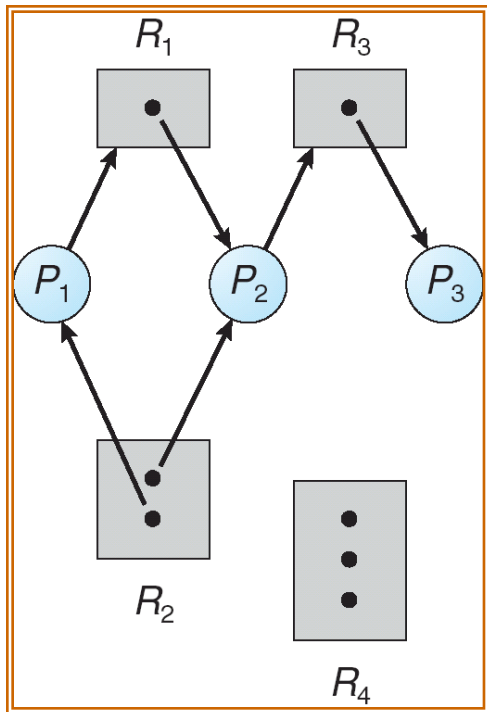 R₁ R₃
P₁ P₂ P₃
R₂
R₄